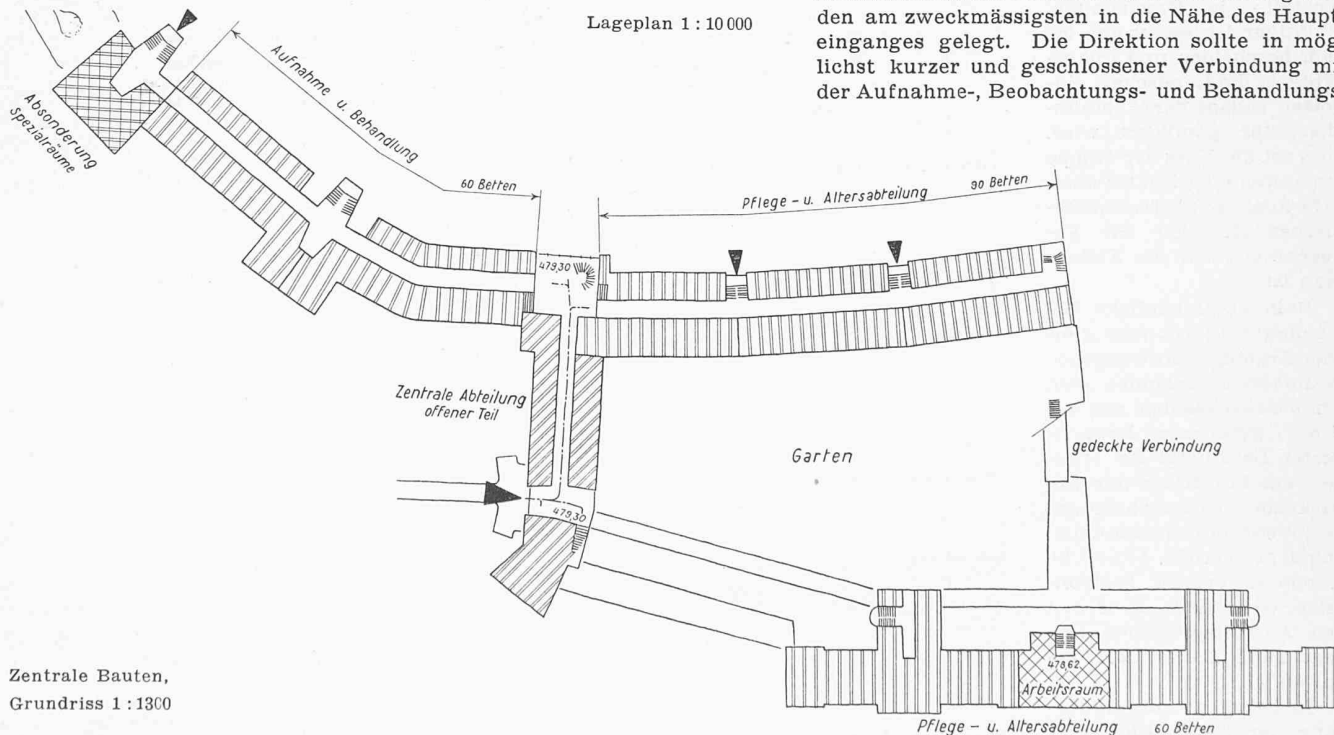 Lageplan 1 : 10 000
den am zweckmässigsten in die Nähe des Haupt
einganges gelegt. Die Direktion sollte in mög
lichst kurzer und geschlossener Verbindung m
der Aufnahme-, Beobachtungs- und Behandlungs
Aufnahme u. Behandlung
Absonderung
Spezialräume
60 Betten
Pflege - u. Altersabteilung
90 Betten
479,30
Zentrale Abteilung
offener Teil
Garten
gedeckte Verbindung
479,30
478,62
Arbeitsraum
Pflege - u. Altersabteilung
60 Betten
Zentrale Bauten,
Grundriss 1 : 1300